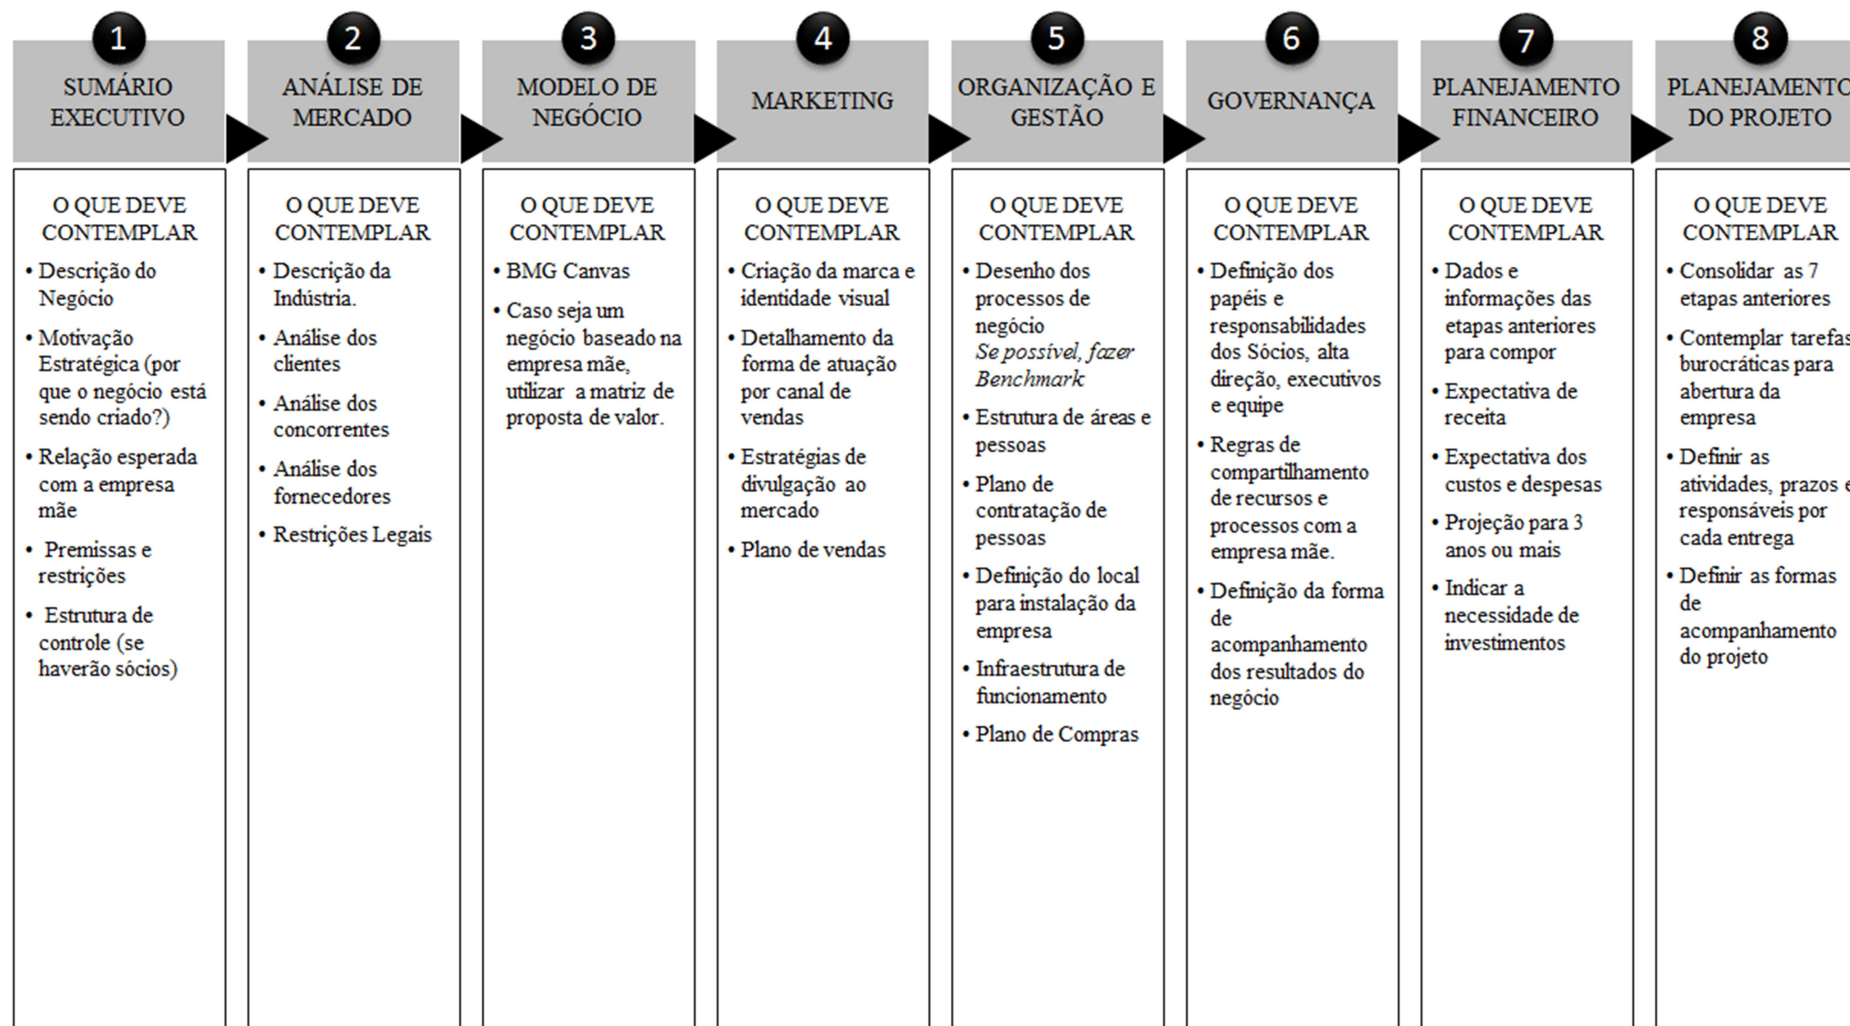 1
SUMÁRIO
EXECUTIVO
O QUE DEVE
CONTEMPLAR
• Descrição do
Negócio
• Motivação
Estratégica (por
que o negócio está
sendo criado?)
• Relação esperada
com a empresa
mãe
• Premissas e
restrições
• Estrutura de
controle (se
haverão sócios)
2
ANÁLISE DE
MERCADO
O QUE DEVE
CONTEMPLAR
• Descrição da
Indústria.
• Análise dos
clientes
• Análise dos
concorrentes
• Análise dos
fornecedores
• Restrições Legais
3
MODELO DE
NEGÓCIO
O QUE DEVE
CONTEMPLAR
• BMG Canvas
• Caso seja um
negócio baseado na
empresa mãe,
utilizar a matriz de
proposta de valor.
4
MARKETING
O QUE DEVE
CONTEMPLAR
• Criação da marca e
identidade visual
• Detalhamento da
forma de atuação
por canal de
vendas
• Estratégias de
divulgação ao
mercado
• Plano de vendas
5
ORGANIZAÇÃO E
GESTÃO
O QUE DEVE
CONTEMPLAR
• Desenho dos
processos de
negócio
Se possível, fazer
Benchmark
• Estrutura de áreas e
pessoas
• Plano de
contratação de
pessoas
• Definição do local
para instalação da
empresa
• Infraestrutura de
funcionamento
• Plano de Compras
6
GOVERNANÇA
O QUE DEVE
CONTEMPLAR
• Definição dos
papéis e
responsabilidades
dos Sócios, alta
direção, executivos
e equipe
• Regras de
compartilhamento
de recursos e
processos com a
empresa mãe.
• Definição da forma
de
acompanhamento
dos resultados do
negócio
7
PLANEJAMENTO
FINANCEIRO
O QUE DEVE
CONTEMPLAR
• Dados e
informações das
etapas anteriores
para compor
• Expectativa de
receita
• Expectativa dos
custos e despesas
• Projeção para 3
anos ou mais
• Indicar a
necessidade de
investimentos
8
PLANEJAMENTO
DO PROJETO
O QUE DEVE
CONTEMPLAR
• Consolidar as 7
etapas anteriores
• Contemplar tarefas
burocráticas para
abertura da
empresa
• Definir as
atividades, prazos e
responsáveis por
cada entrega
• Definir as formas
de
acompanhamento
do projeto